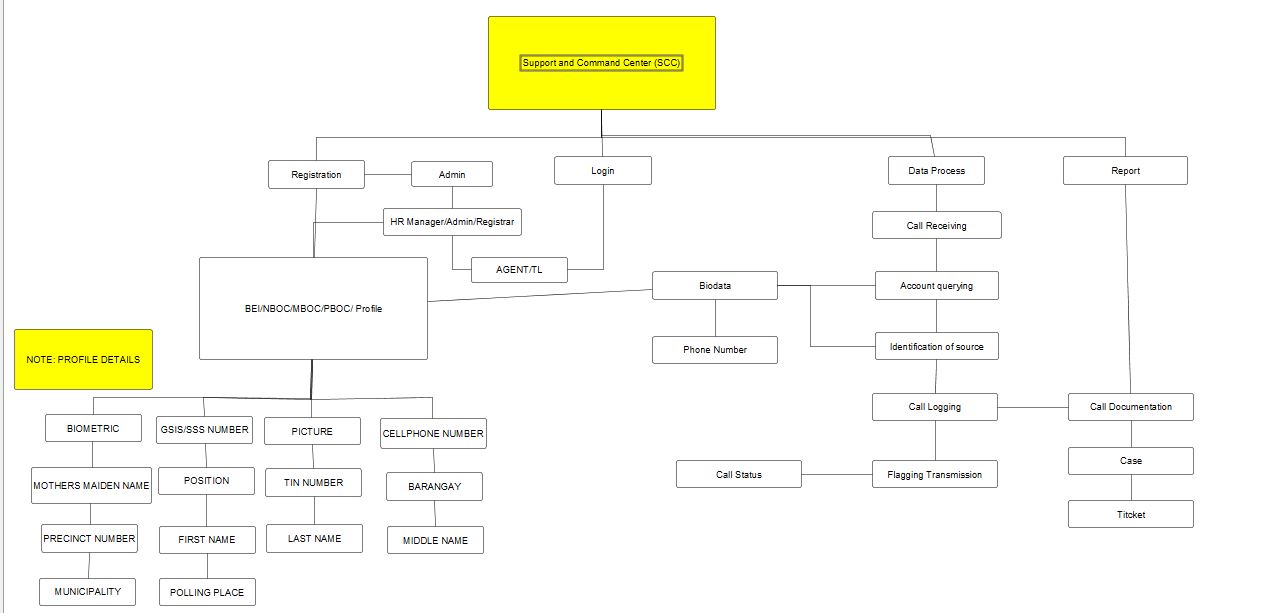 Support and Command Center (SCC)
Registration
Admin
Login
Data Process
Report
HR Manager/Admin/Registrar
Call Receiving
AGENT/TL
BEI/NBOC/MBOC/PBOC/ Profile
Biodata
Account querying
Phone Number
Identification of source
NOTE: PROFILE DETAILS
Call Logging
Call Documentation
BIOMETRIC
GSIS/SSS NUMBER
PICTURE
CELLPHONE NUMBER
Case
Call Status
Flagging Transmission
MOTHERS MAIDEN NAME
POSITION
TIN NUMBER
BARANGAY
Titcket
PRECINCT NUMBER
FIRST NAME
LAST NAME
MIDDLE NAME
MUNICIPALITY
POLLING PLACE